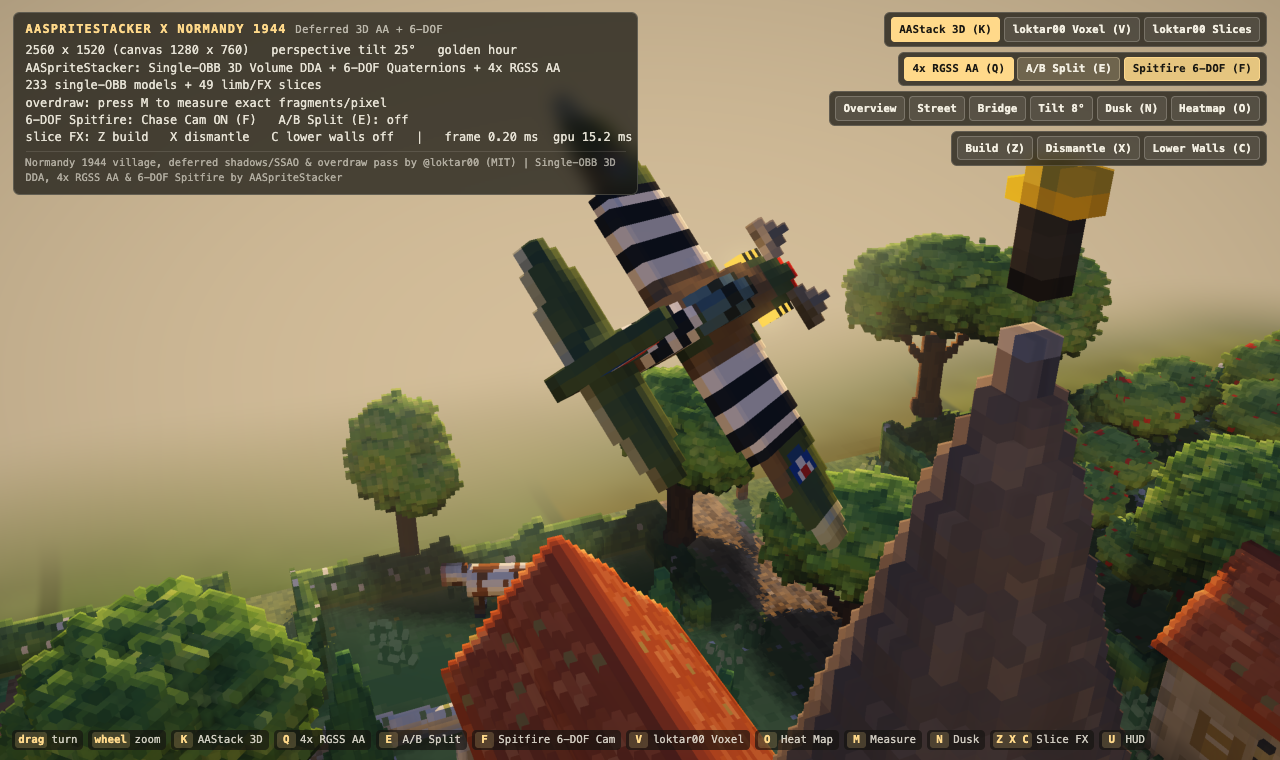 AASPRITESTACKER X NORMANDY 1944 Deferred 3D AA + 6-DOF
2560 x 1520 (canvas 1280 x 760) perspective tilt 25° golden hour
AASpriteStacker: Single-OBB 3D Volume DDA + 6-DOF Quaternions + 4x RGSS AA
233 single-OBB models + 49 limb/FX slices
overdraw: press M to measure exact fragments/pixel
6-DOF Spitfire: Chase Cam ON (F) A/B Split (E): off
slice FX: Z build X dismantle C lower walls off | frame 0.20 ms gpu 15.2 ms
Normandy 1944 village, deferred shadows/SSAO & overdraw pass by @loktar00 (MIT) | Single-OBB 3D
DDA, 4x RGSS AA & 6-DOF Spitfire by AASpriteStacker
AAStack 3D (K) loktar00 Voxel (V) loktar00 Slices
4x RGSS AA (Q) A/B Split (E) Spitfire 6-DOF (F)
Overview Street Bridge Tilt 8° Dusk (N) Heatmap (O)
Build (Z) Dismantle (X) Lower Walls (C)
drag turn wheel zoom K AAStack 3D Q 4x RGSS AA E A/B Split F Spitfire 6-DOF Cam V loktar00 Voxel O Heat Map M Measure N Dusk Z X C Slice FX U HUD